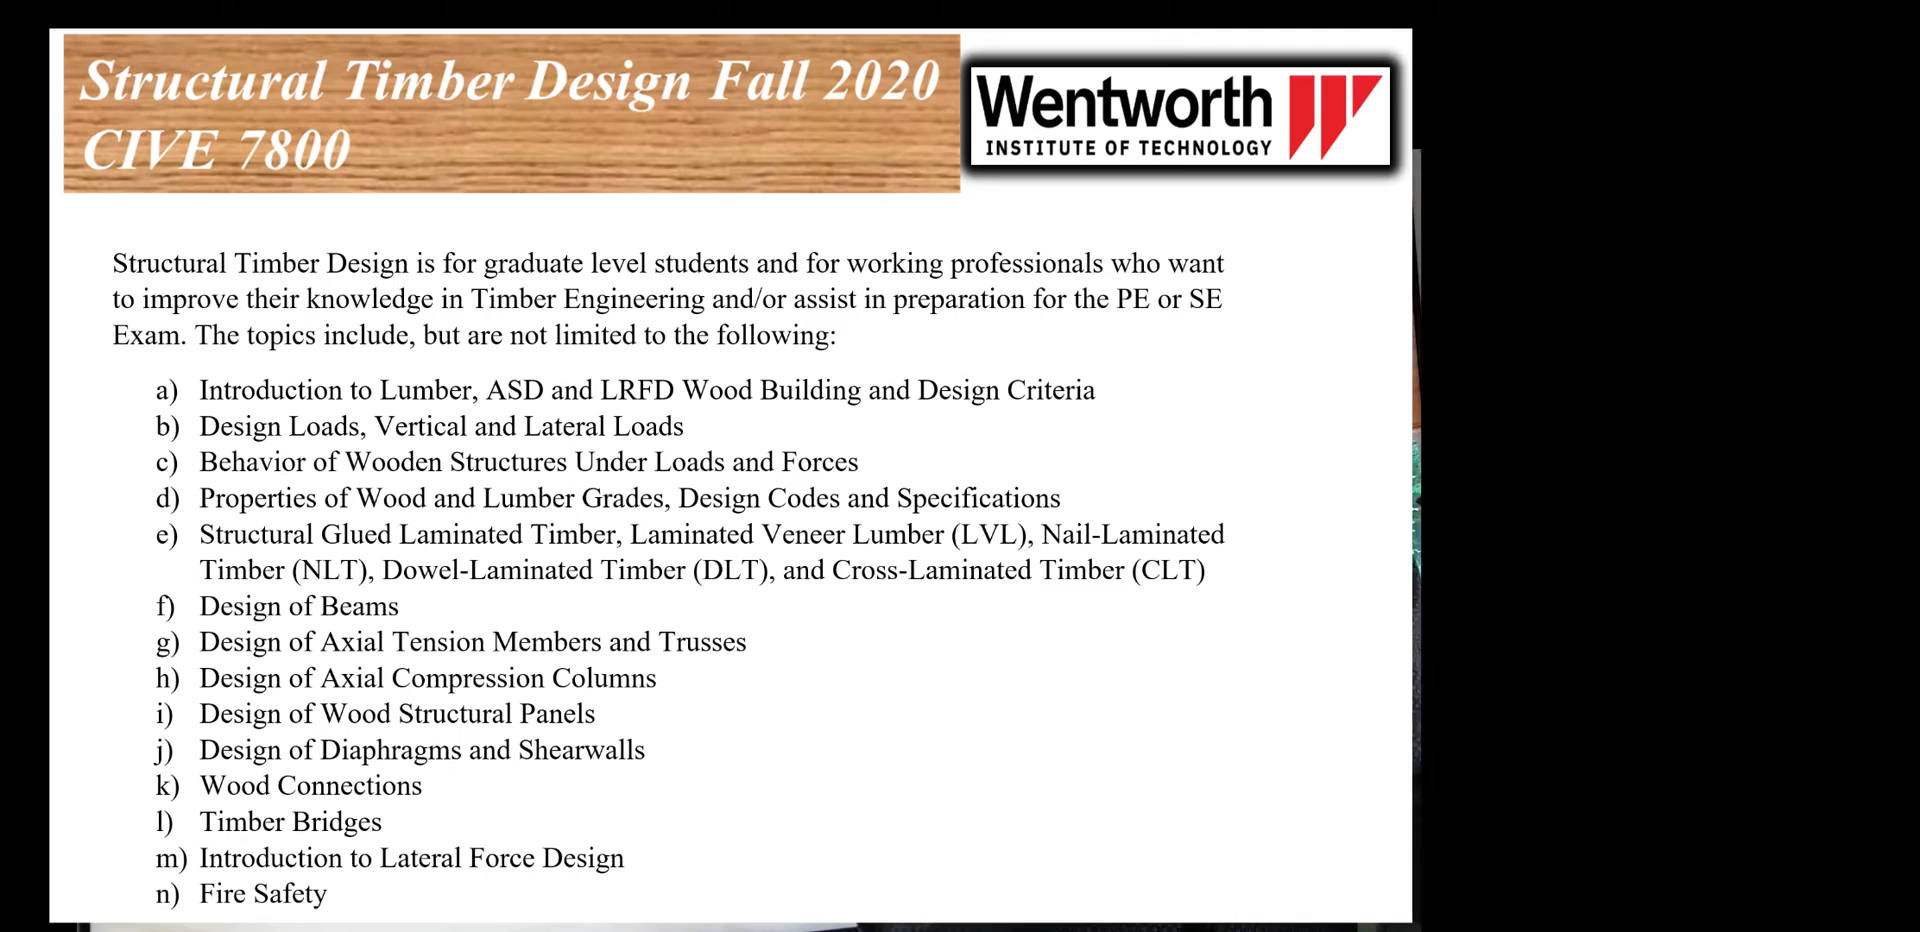 Structural Timber Design Fall 2020
CIVE 7800
Wentworth
INSTITUTE OF TECHNOLOGY
Structural Timber Design is for graduate level students and for working professionals who want
to improve their knowledge in Timber Engineering and/or assist in preparation for the PE or SE
Exam. The topics include, but are not limited to the following:
a) Introduction to Lumber, ASD and LRFD Wood Building and Design Criteria
b) Design Loads, Vertical and Lateral Loads
c) Behavior of Wooden Structures Under Loads and Forces
d) Properties of Wood and Lumber Grades, Design Codes and Specifications
e) Structural Glued Laminated Timber, Laminated Veneer Lumber (LVL), Nail-Laminated
Timber (NLT), Dowel-Laminated Timber (DLT), and Cross-Laminated Timber (CLT)
f) Design of Beams
g) Design of Axial Tension Members and Trusses
h) Design of Axial Compression Columns
i) Design of Wood Structural Panels
j) Design of Diaphragms and Shearwalls
k) Wood Connections
l) Timber Bridges
m) Introduction to Lateral Force Design
n) Fire Safety